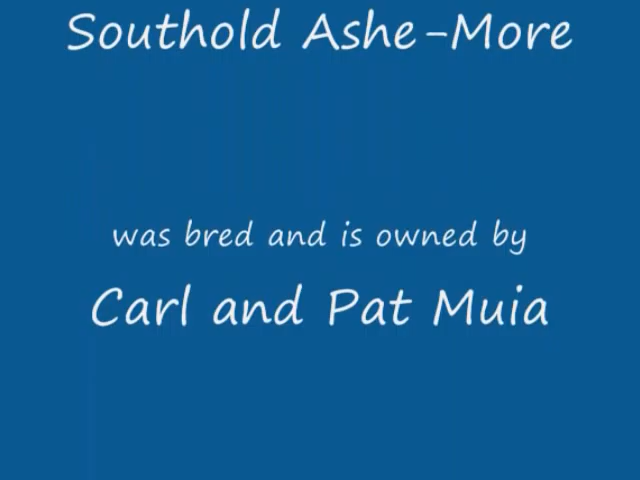 Southold Ashe-More
was bred and is owned by
Carl and Pat Muia